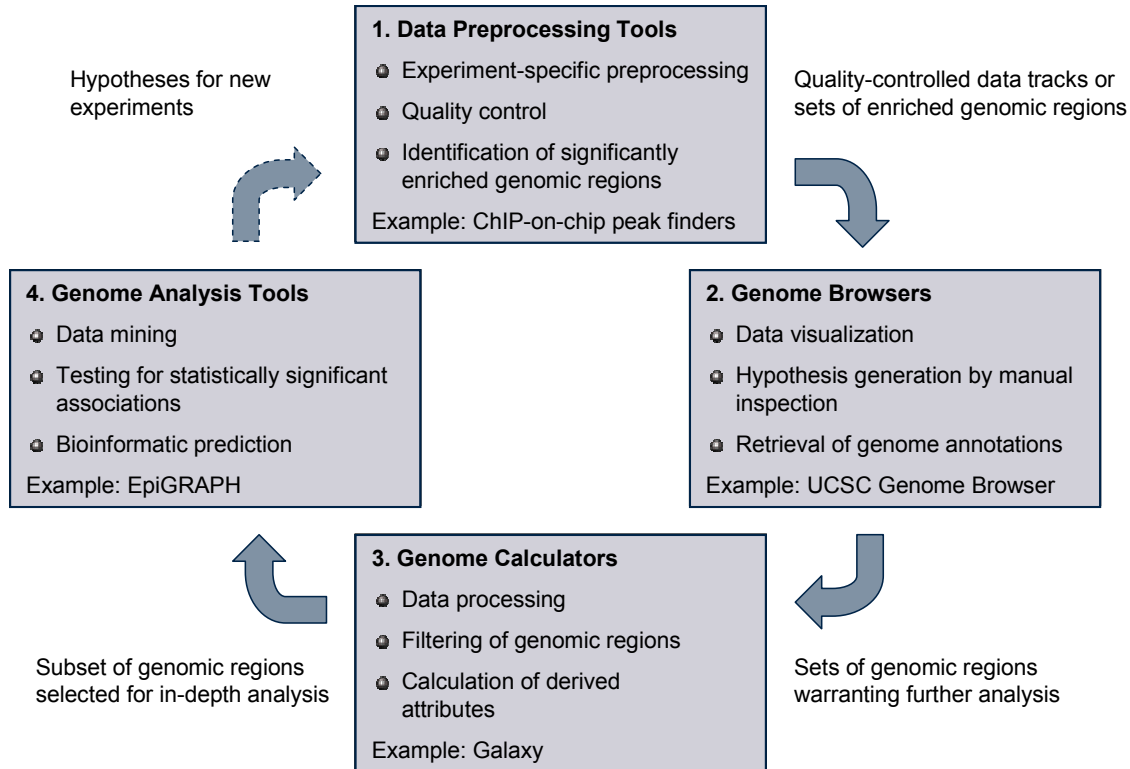 1. Data Preprocessing Tools
Experiment-specific preprocessing
Quality control
Identification of significantly
enriched genomic regions
Example: ChIP-on-chip peak finders
Quality-controlled data tracks or
sets of enriched genomic regions
2. Genome Browsers
Data visualization
Hypothesis generation by manual
inspection
Retrieval of genome annotations
Example: UCSC Genome Browser
Sets of genomic regions
warranting further analysis
3. Genome Calculators
Data processing
Filtering of genomic regions
Calculation of derived
attributes
Example: Galaxy
Subset of genomic regions
selected for in-depth analysis
4. Genome Analysis Tools
Data mining
Testing for statistically significant
associations
Bioinformatic prediction
Example: EpiGRAPH
Hypotheses for new
experiments